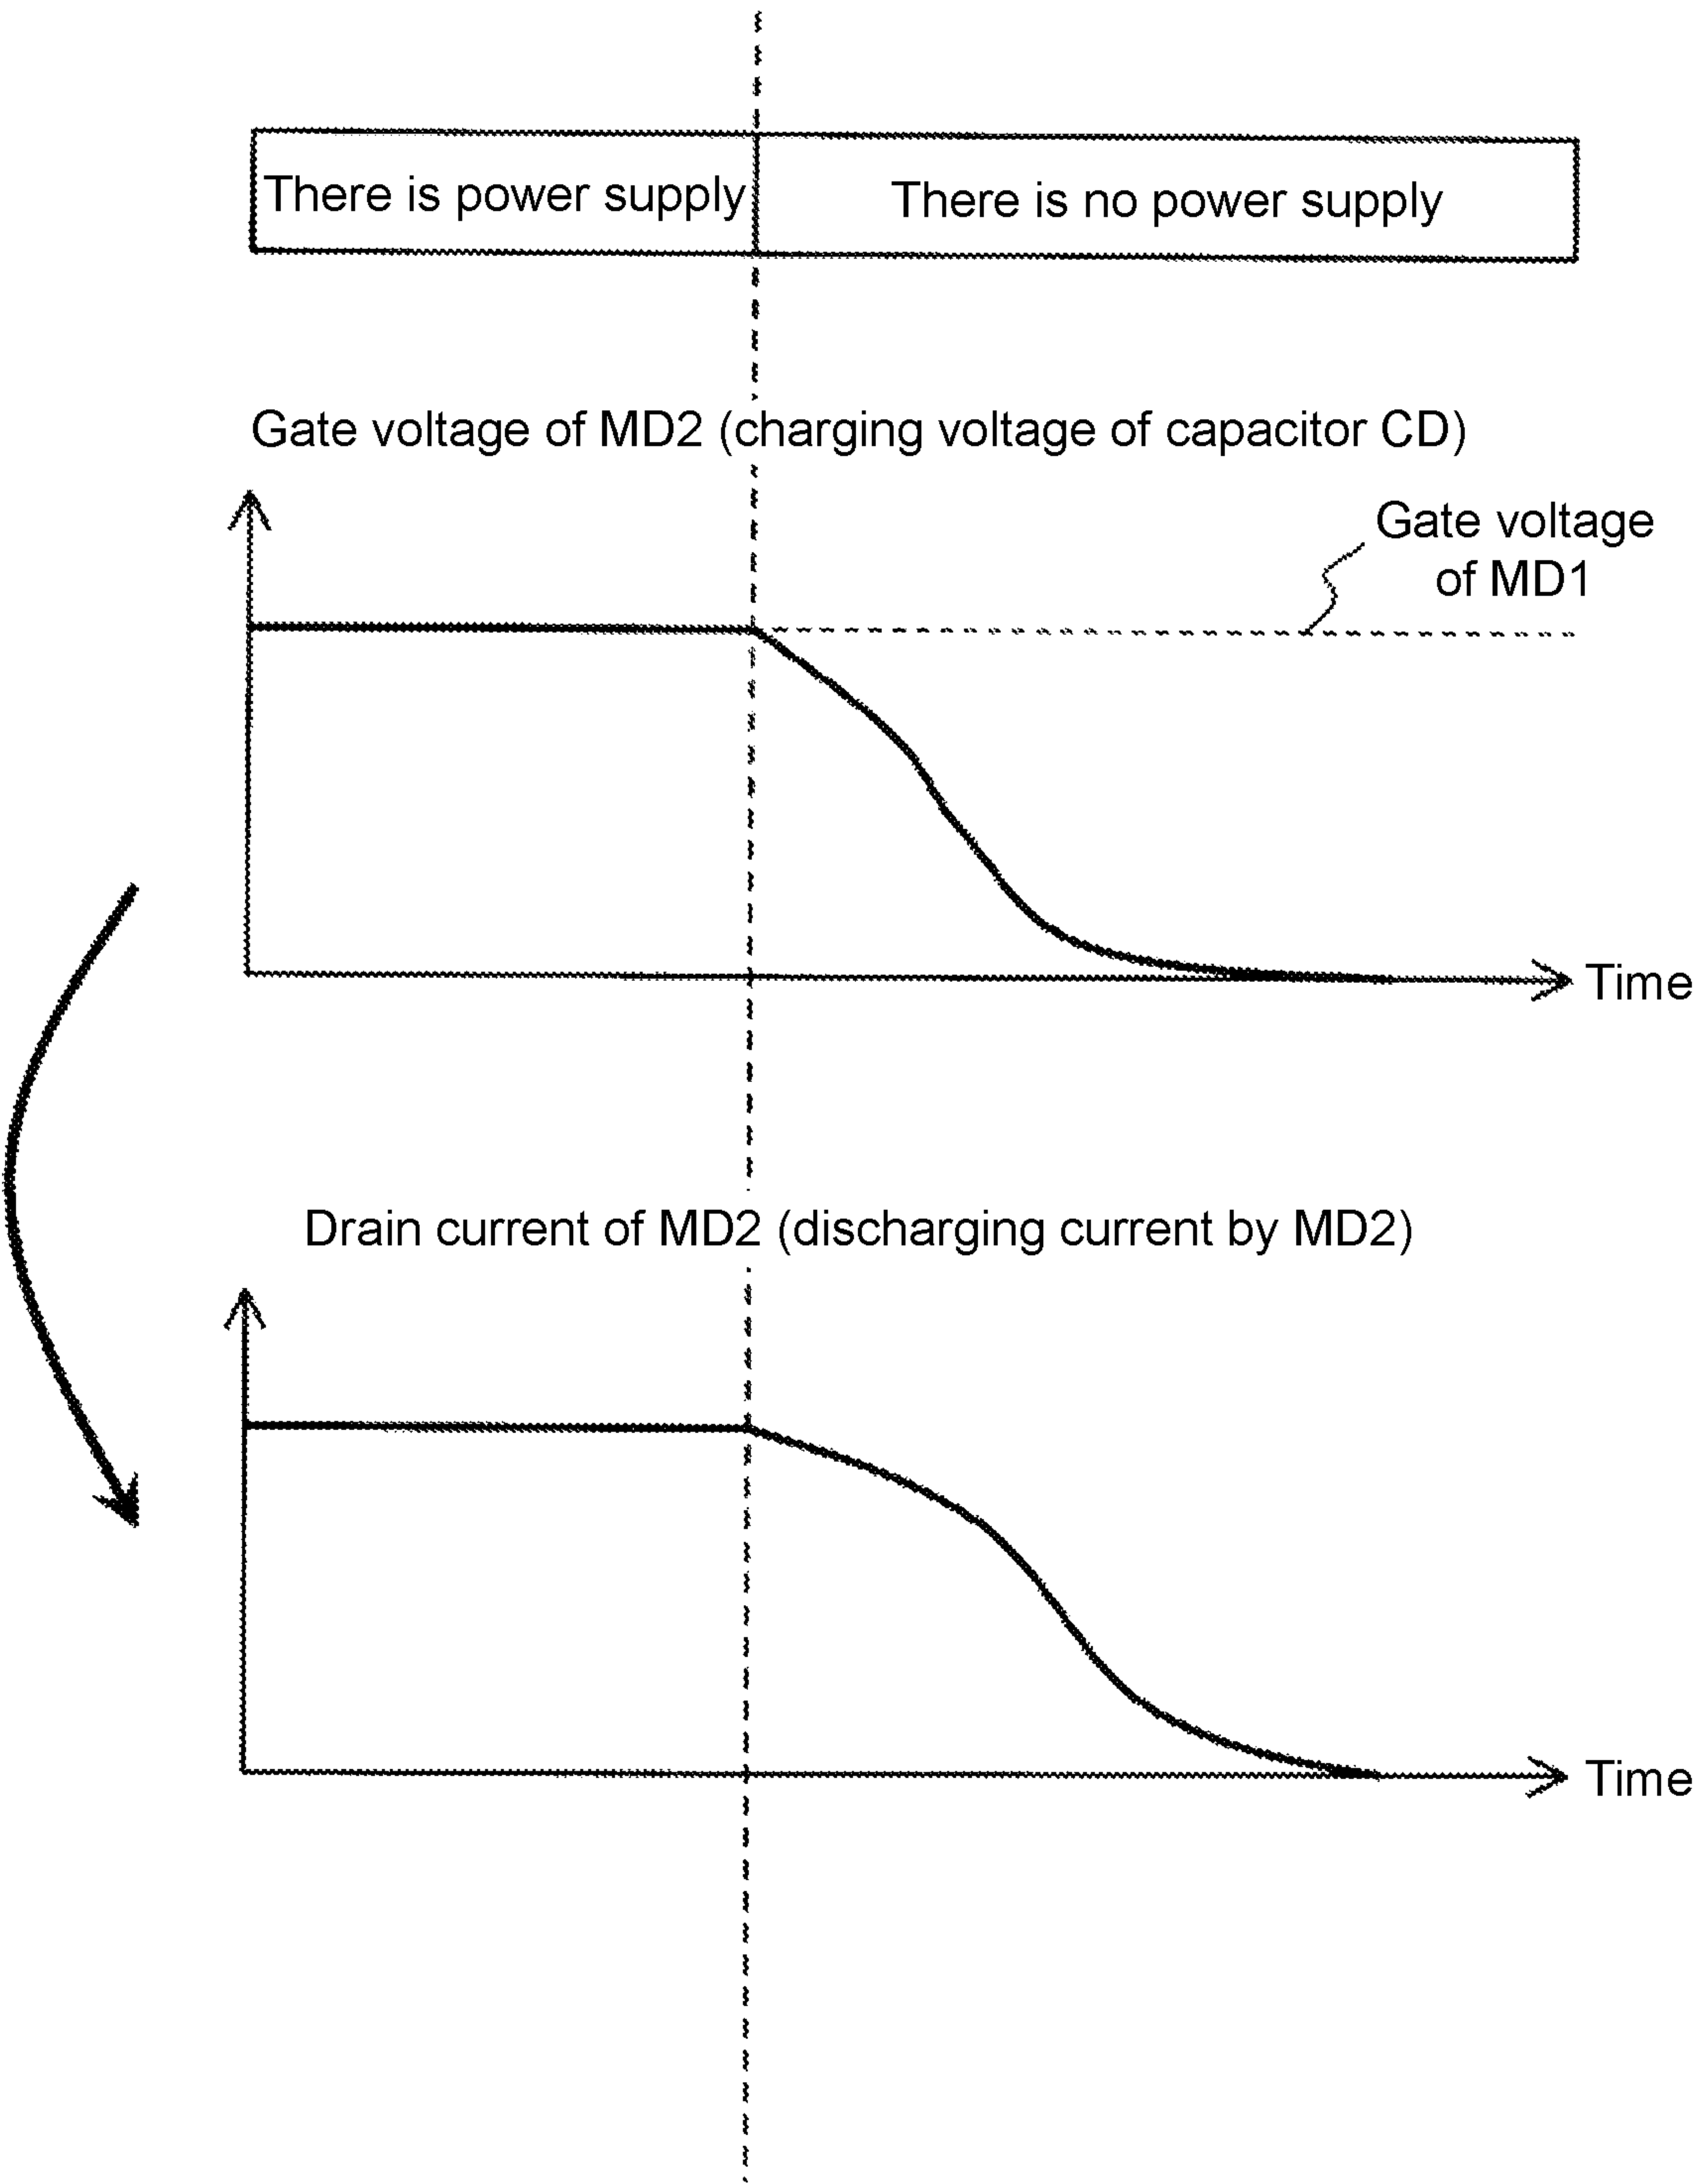 There is power supply
There is no power supply
Gate voltage of MD2 (charging voltage of capacitor CD)
Gate voltage
of MD1
Time
Drain current of MD2 (discharging current by MD2)
Time